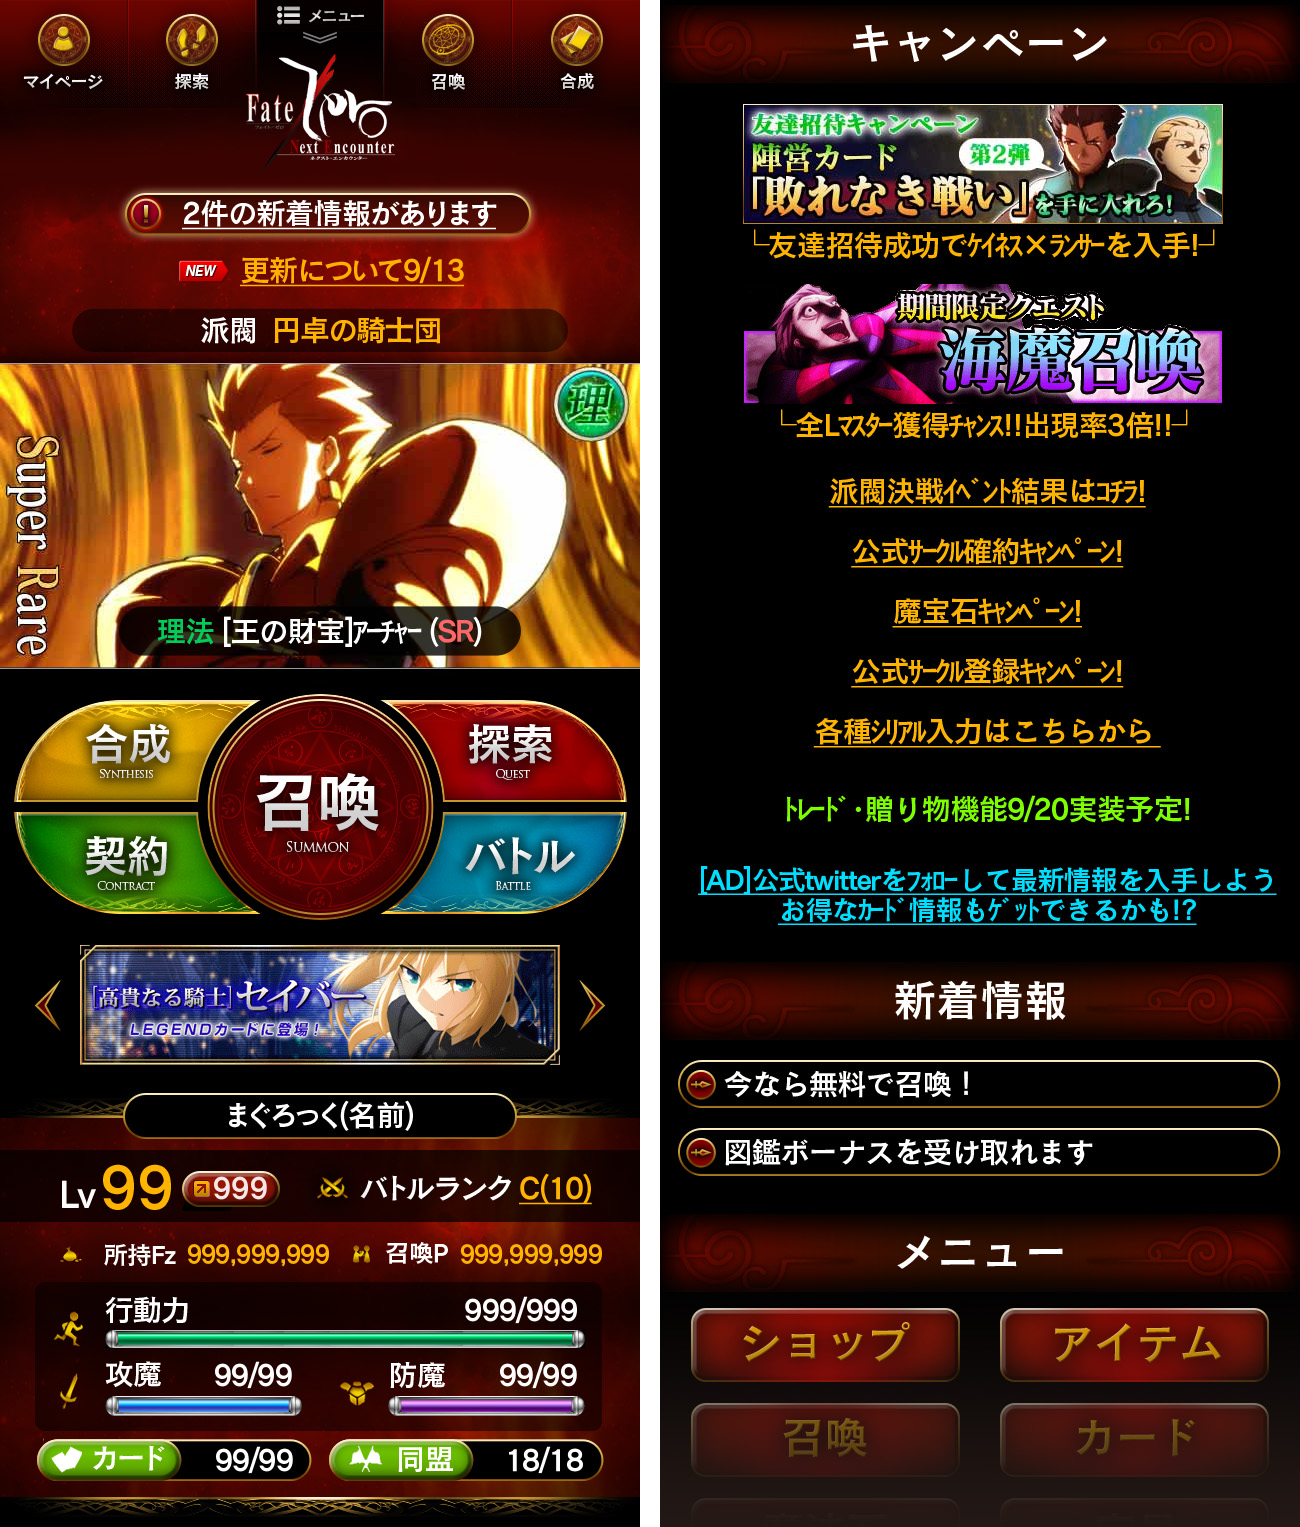 メニュー
マイページ
探索
召喚
合成
Fate Zero
フェイト/ゼロ
Next Encounter
ネクスト・エンカウンター
! 2件の新着情報があります
NEW 更新について9/13
派閥 円卓の騎士団
理
Super Rare
理法 [王の財宝]ｱｰﾁｬｰ (SR)
合成
SYNTHESIS
探索
QUEST
召喚
SUMMON
契約
CONTRACT
バトル
BATTLE
[高貴なる騎士]セイバー
LEGENDカードに登場！
まぐろつく(名前)
Lv 99 999 バトルランク C(10)
所持Fz 999,999,999 召喚P 999,999,999
行動力 999/999
攻魔 99/99 防魔 99/99
カード 99/99 同盟 18/18
キャンペーン
友達招待キャンペーン
陣営カード 第2弾
「敗れなき戦い」を手に入れろ!
└友達招待成功でｹｲﾈｽ×ﾗﾝｻｰを入手!┘
期間限定クエスト
海魔召喚
└全Lﾏｽﾀｰ獲得ﾁｬﾝｽ!!出現率3倍!!┘
派閥決戦ｲﾍﾞﾝﾄ結果はｺﾁﾗ!
公式ｻｰｸﾙ確約ｷｬﾝﾍﾟｰﾝ!
魔宝石ｷｬﾝﾍﾟｰﾝ!
公式ｻｰｸﾙ登録ｷｬﾝﾍﾟｰﾝ!
各種ｼﾘｱﾙ入力はこちらから
ﾄﾚｰﾄﾞ・贈り物機能9/20実装予定!
[AD]公式twitterをﾌｫﾛｰして最新情報を入手しよう
お得なｶｰﾄﾞ情報もｹﾞｯﾄできるかも!?
新着情報
今なら無料で召喚！
図鑑ボーナスを受け取れます
メニュー
ショップ
アイテム
召喚
カード